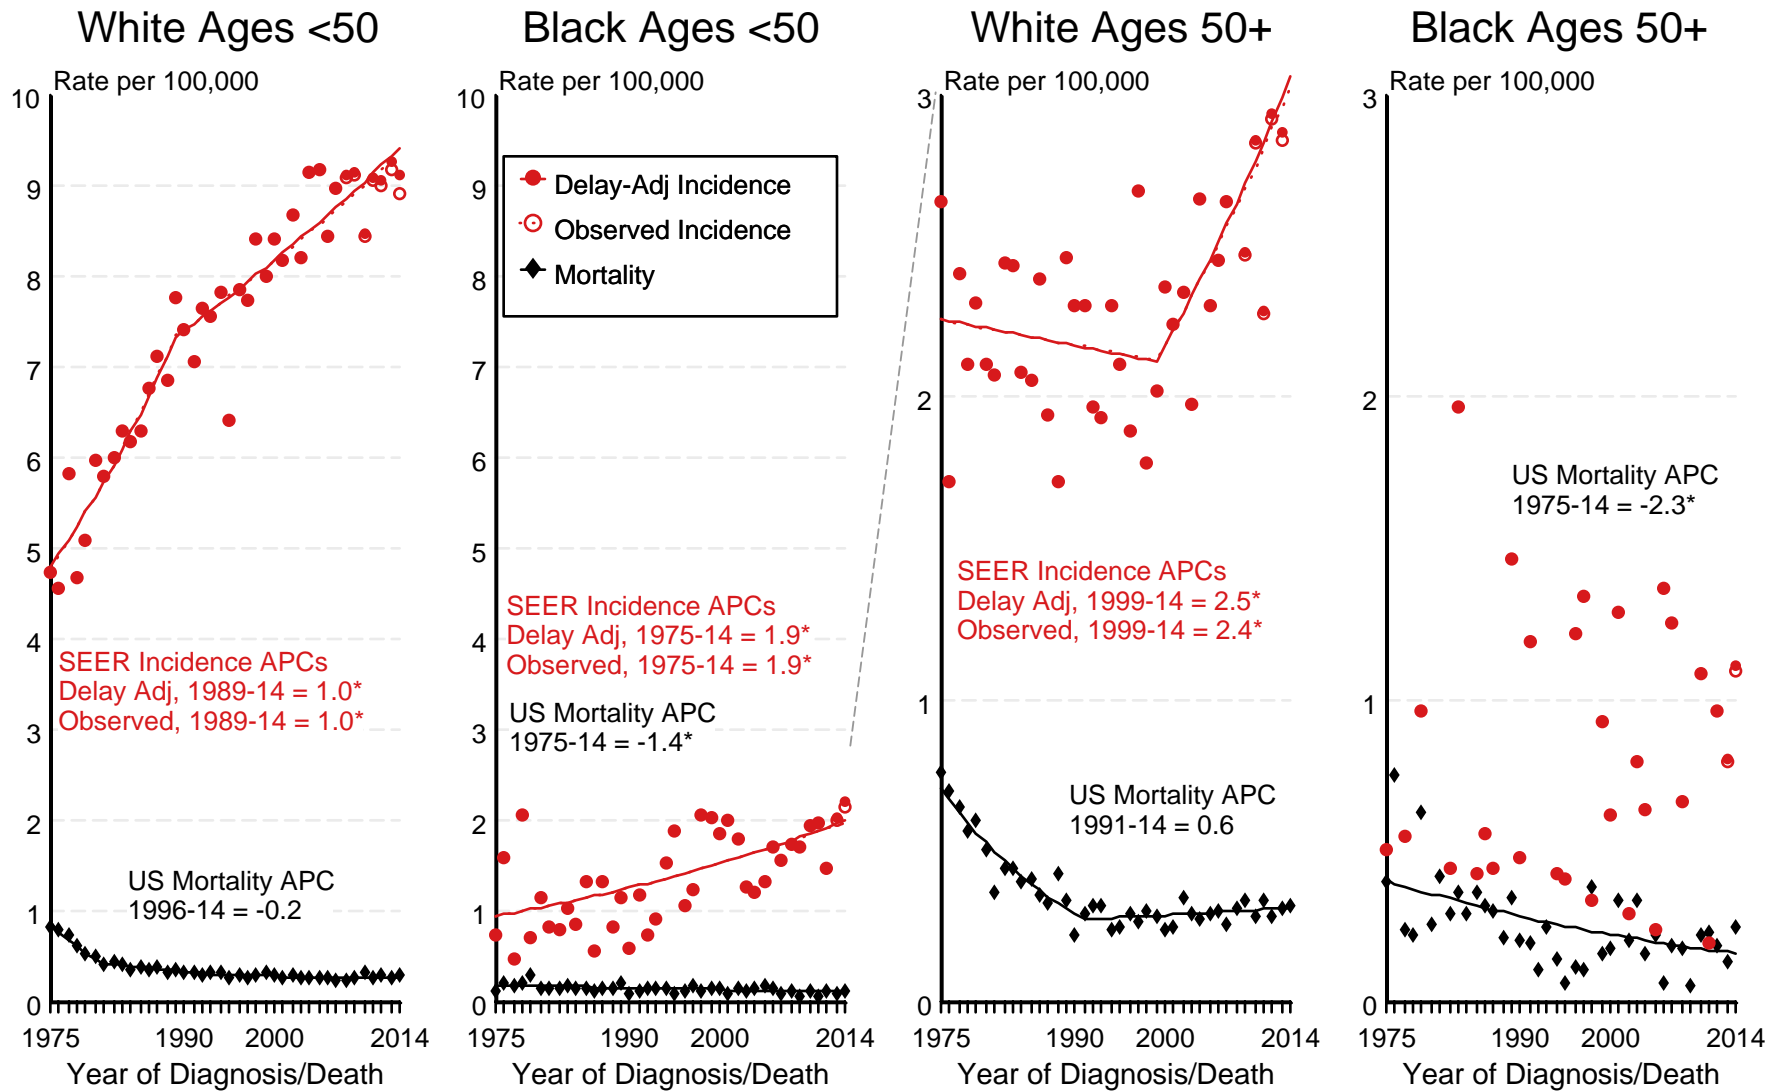 White Ages <50
Black Ages <50
White Ages 50+
Black Ages 50+
Rate per 100,000
10
9
8
7
6
5
4
3
2
1
0
SEER Incidence APCs
Delay Adj, 1989-14 = 1.0*
Observed, 1989-14 = 1.0*
US Mortality APC
1996-14 = -0.2
1975
1990
2000
2014
Year of Diagnosis/Death
Rate per 100,000
10
9
8
7
6
5
4
3
2
1
0
Delay-Adj Incidence
Observed Incidence
Mortality
SEER Incidence APCs
Delay Adj, 1975-14 = 1.9*
Observed, 1975-14 = 1.9*
US Mortality APC
1975-14 = -1.4*
1975
1990
2000
2014
Year of Diagnosis/Death
Rate per 100,000
3
2
1
0
SEER Incidence APCs
Delay Adj, 1999-14 = 2.5*
Observed, 1999-14 = 2.4*
US Mortality APC
1991-14 = 0.6
1975
1990
2000
2014
Year of Diagnosis/Death
Rate per 100,000
3
2
1
0
US Mortality APC
1975-14 = -2.3*
1975
1990
2000
2014
Year of Diagnosis/Death